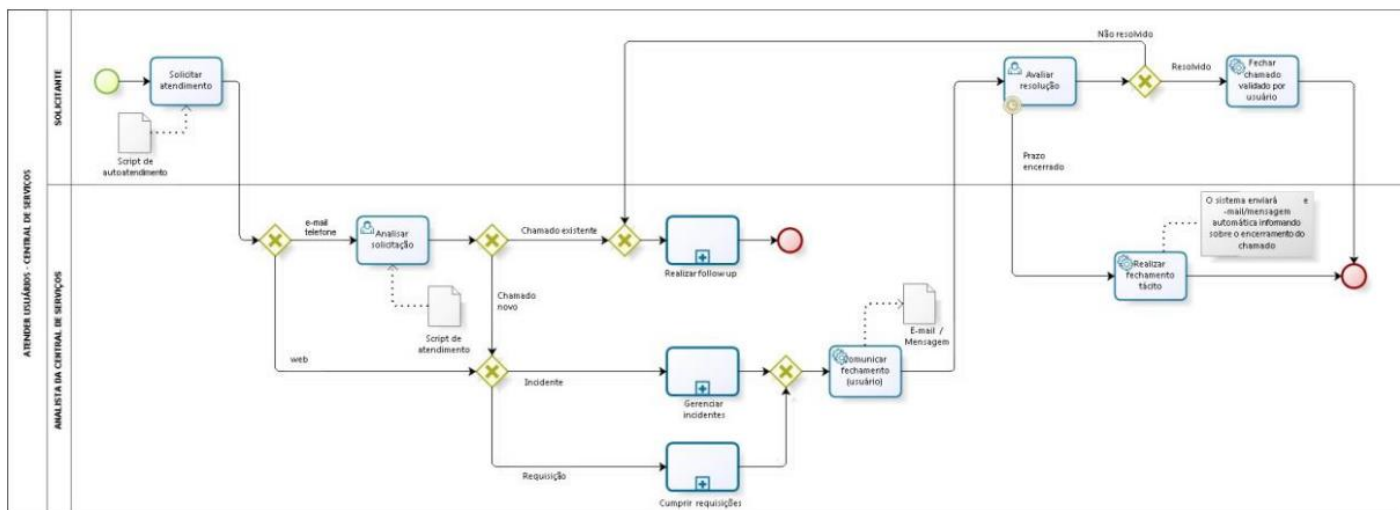 ATENDER USUÁRIOS - CENTRAL DE SERVIÇOS
SOLICITANTE
Solicitar
atendimento
Script de
autoatendimento
Não resolvido
Avaliar
resolução
Resolvido
Fechar
chamado
validado por
usuário
Prazo
encerrado
ANALISTA DA CENTRAL DE SERVIÇOS
e-mail
telefone
Analisar
solicitação
Chamado existente
Realizar follow up
O sistema enviará e
-mail/mensagem
automática informando
sobre o encerramento do
chamado
Realizar
fechamento
tácito
Chamado
novo
Script de
atendimento
E-mail /
Mensagem
web
Incidente
Gerenciar
incidentes
Comunicar
fechamento
(usuário)
Requisição
Cumprir requisições